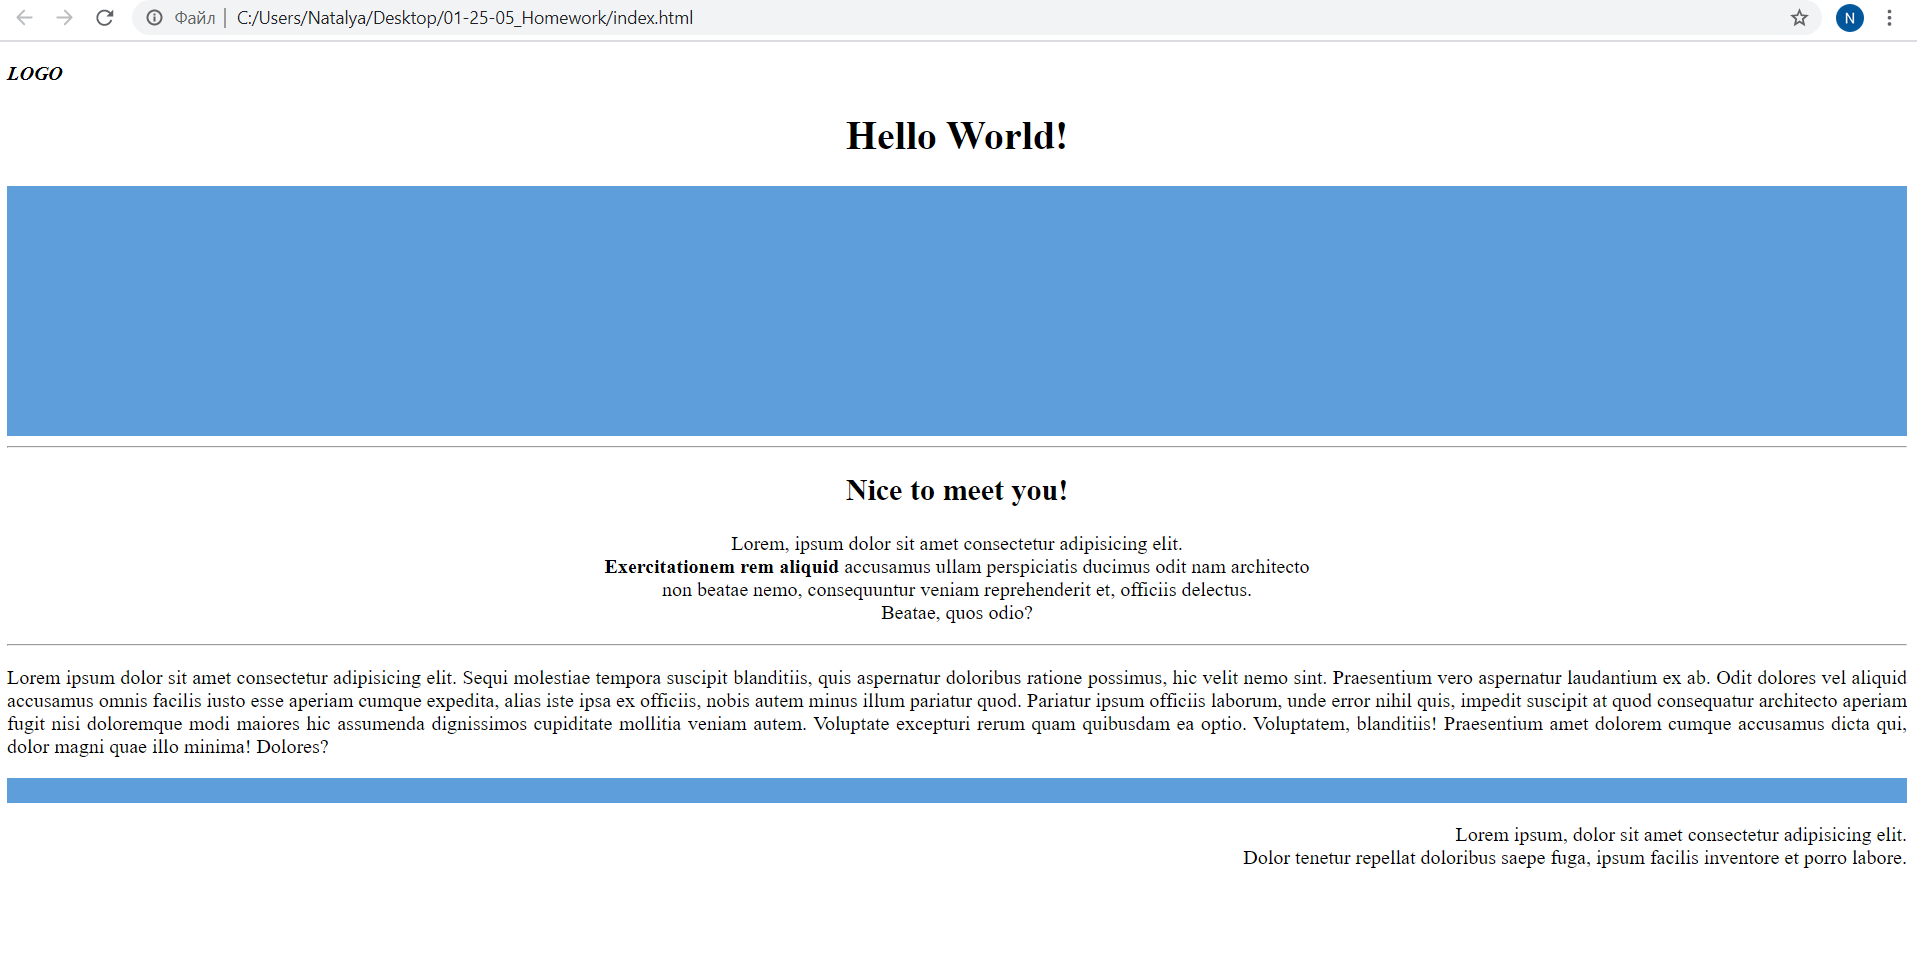 Файл | C:/Users/Natalya/Desktop/01-25-05_Homework/index.html
N
LOGO
Hello World!
Nice to meet you!
Lorem, ipsum dolor sit amet consectetur adipisicing elit.
Exercitationem rem aliquid accusamus ullam perspiciatis ducimus odit nam architecto
non beatae nemo, consequuntur veniam reprehenderit et, officiis delectus.
Beatae, quos odio?
Lorem ipsum dolor sit amet consectetur adipisicing elit. Sequi molestiae tempora suscipit blanditiis, quis aspernatur doloribus ratione possimus, hic velit nemo sint. Praesentium vero aspernatur laudantium ex ab. Odit dolores vel aliquid
accusamus omnis facilis iusto esse aperiam cumque expedita, alias iste ipsa ex officiis, nobis autem minus illum pariatur quod. Pariatur ipsum officiis laborum, unde error nihil quis, impedit suscipit at quod consequatur architecto aperiam
fugit nisi doloremque modi maiores hic assumenda dignissimos cupiditate mollitia veniam autem. Voluptate excepturi rerum quam quibusdam ea optio. Voluptatem, blanditiis! Praesentium amet dolorem cumque accusamus dicta qui,
dolor magni quae illo minima! Dolores?
Lorem ipsum, dolor sit amet consectetur adipisicing elit.
Dolor tenetur repellat doloribus saepe fuga, ipsum facilis inventore et porro labore.